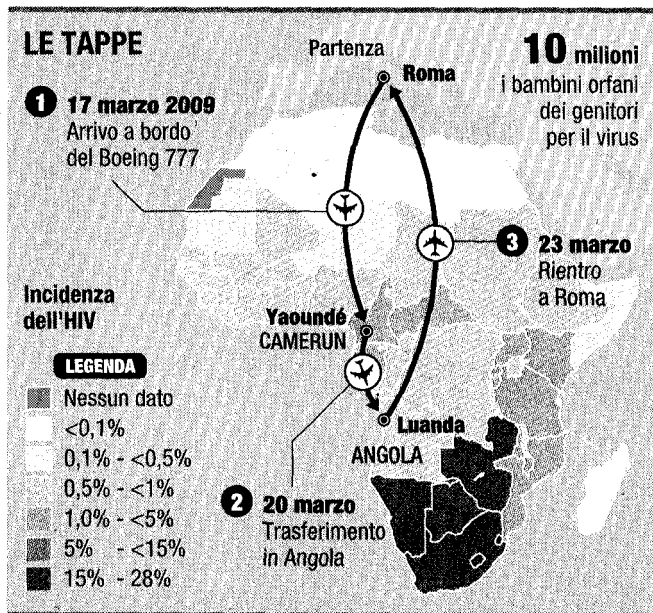 LE TAPPE
Partenza
Roma
10 milioni
i bambini orfani
dei genitori
per il virus
1 17 marzo 2009
Arrivo a bordo
del Boeing 777
3 23 marzo
Rientro
a Roma
Incidenza
dell'HIV
Yaoundé
CAMERUN
LEGENDA
Nessun dato
<0,1%
0,1% - <0,5%
0,5% - <1%
1,0% - <5%
5% - <15%
15% - 28%
Luanda
ANGOLA
2 20 marzo
Trasferimento
in Angola